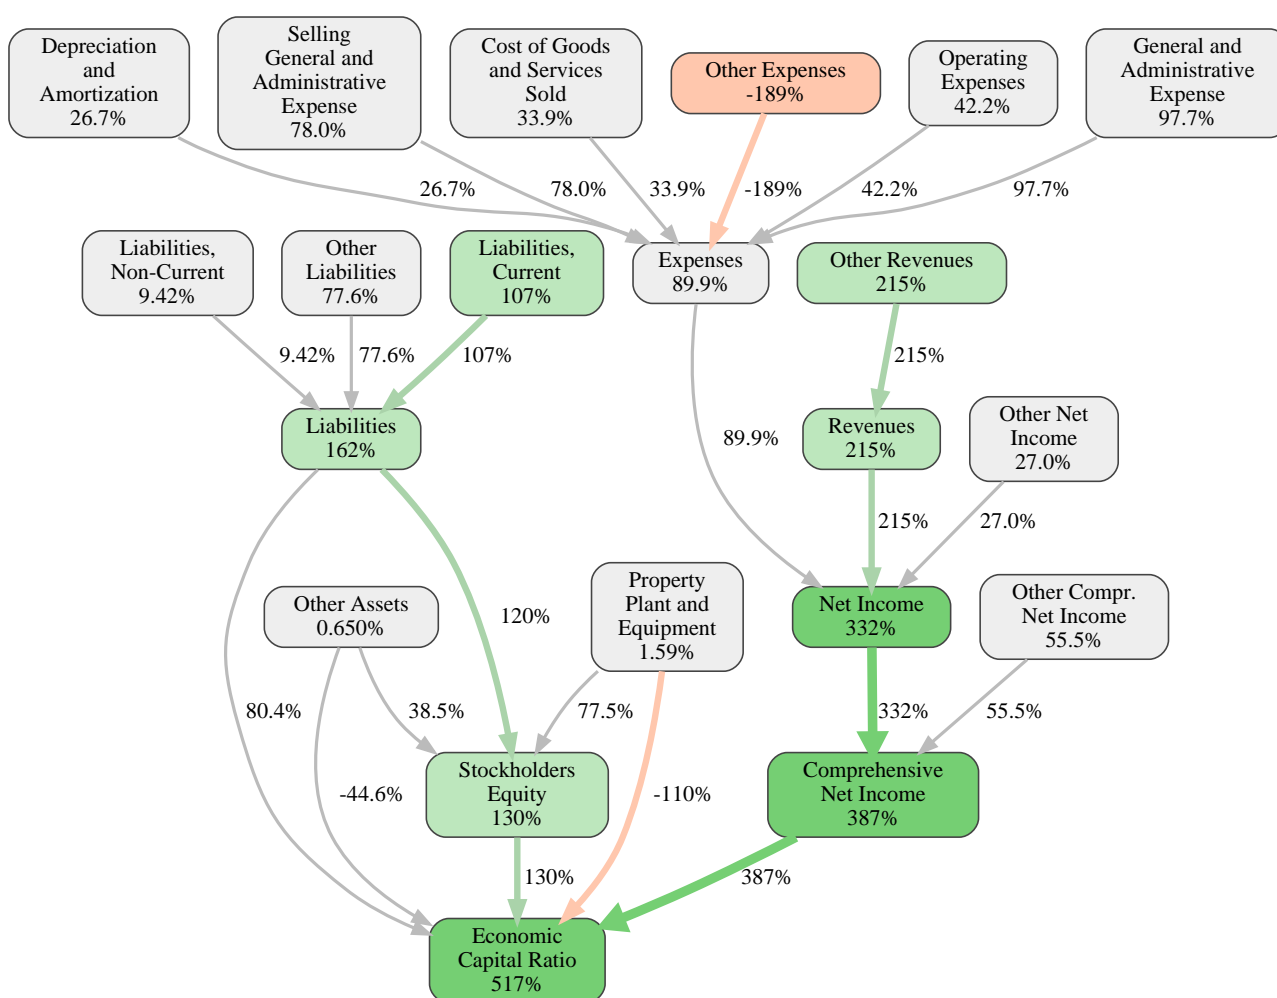 Depreciation
and
Amortization
26.7%
Selling
General and
Administrative
Expense
78.0%
Cost of Goods
and Services
Sold
33.9%
Other Expenses
-189%
Operating
Expenses
42.2%
General and
Administrative
Expense
97.7%
26.7%
78.0%
33.9%
-189%
42.2%
97.7%
Liabilities,
Non-Current
9.42%
Other
Liabilities
77.6%
Liabilities,
Current
107%
Expenses
89.9%
Other Revenues
215%
9.42%
77.6%
107%
215%
Liabilities
162%
89.9%
Revenues
215%
Other Net
Income
27.0%
215%
27.0%
Other Assets
0.650%
120%
Property
Plant and
Equipment
1.59%
Net Income
332%
Other Compr.
Net Income
55.5%
80.4%
38.5%
77.5%
332%
55.5%
-44.6%
Stockholders
Equity
130%
-110%
Comprehensive
Net Income
387%
130%
387%
Economic
Capital Ratio
517%